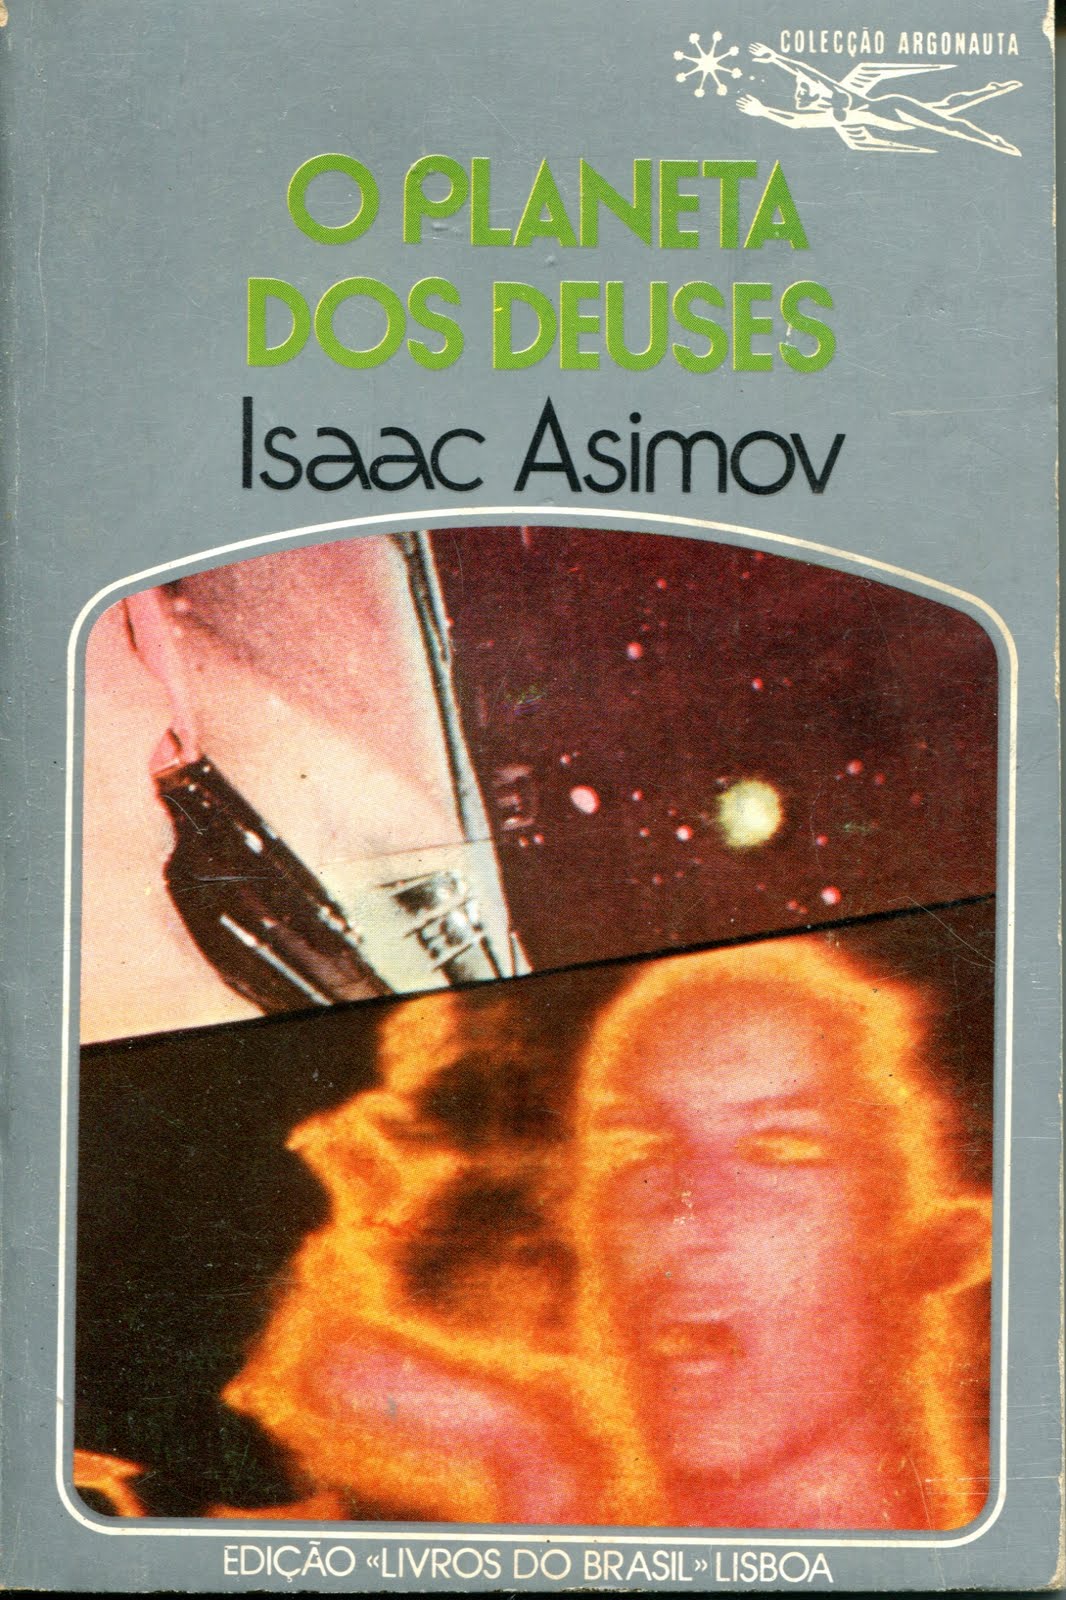 COLECÇÃO ARGONAUTA
O PLANETA
DOS DEUSES
Isaac Asimov
EDIÇÃO «LIVROS DO BRASIL» LISBOA